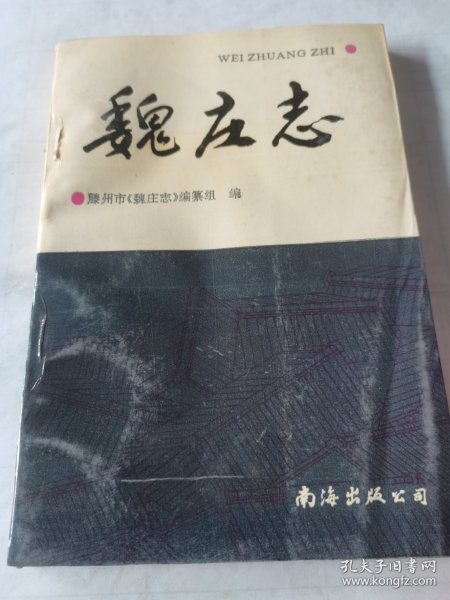 WEI ZHUANG ZHI
魏庄志
滕州市《魏庄志》编纂组 编
南海出版公司
孔夫子旧书网
www.kongfz.com